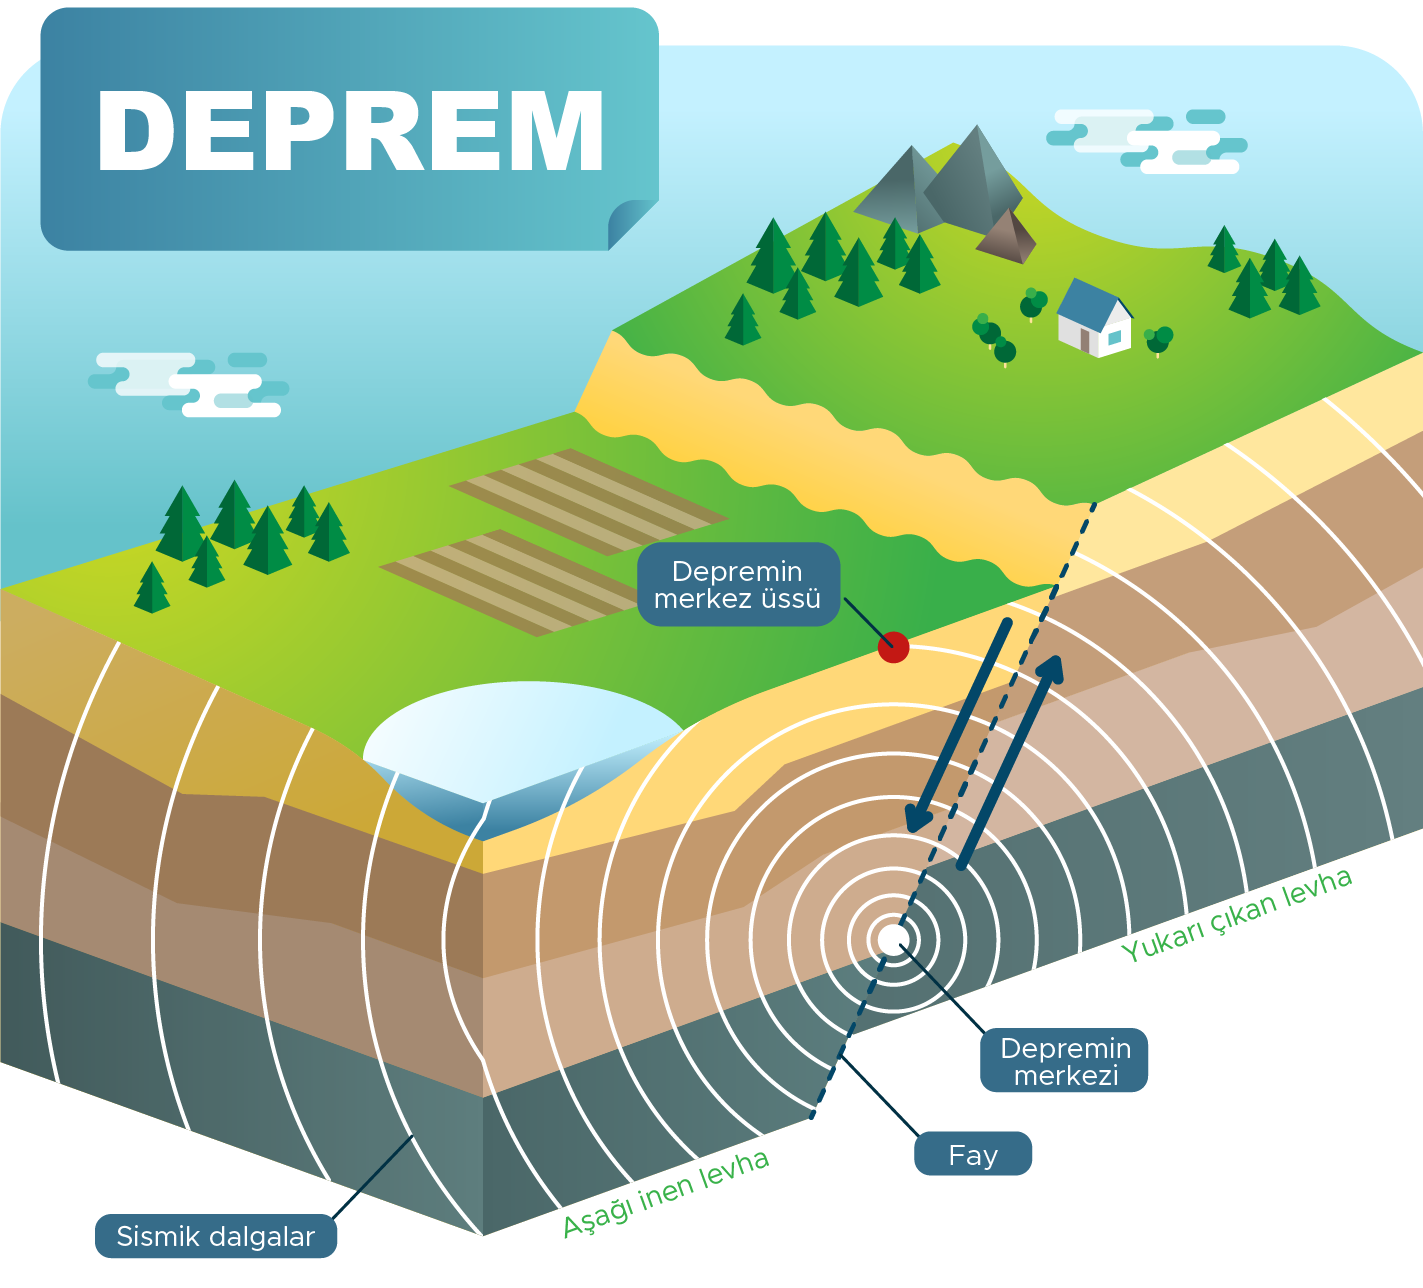 DEPREM
Depremin
merkez üssü
Yukarı çıkan levha
Depremin
merkezi
Fay
Aşağı inen levha
Sismik dalgalar